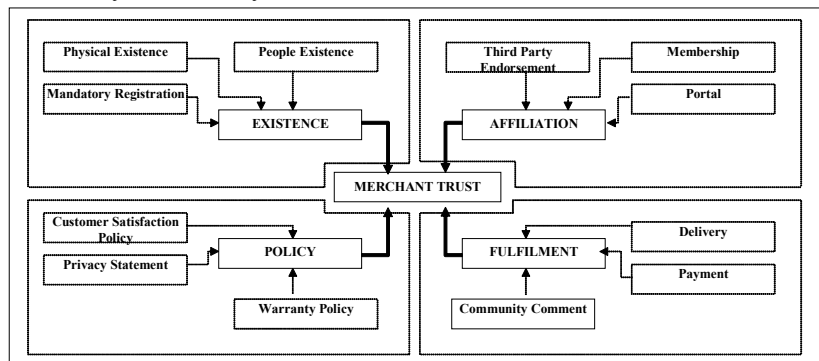 Physical Existence
People Existence
Mandatory Registration
EXISTENCE
Third Party
Endorsement
Membership
Portal
AFFILIATION
MERCHANT TRUST
Customer Satisfaction
Policy
Privacy Statement
POLICY
Warranty Policy
Delivery
FULFILMENT
Payment
Community Comment